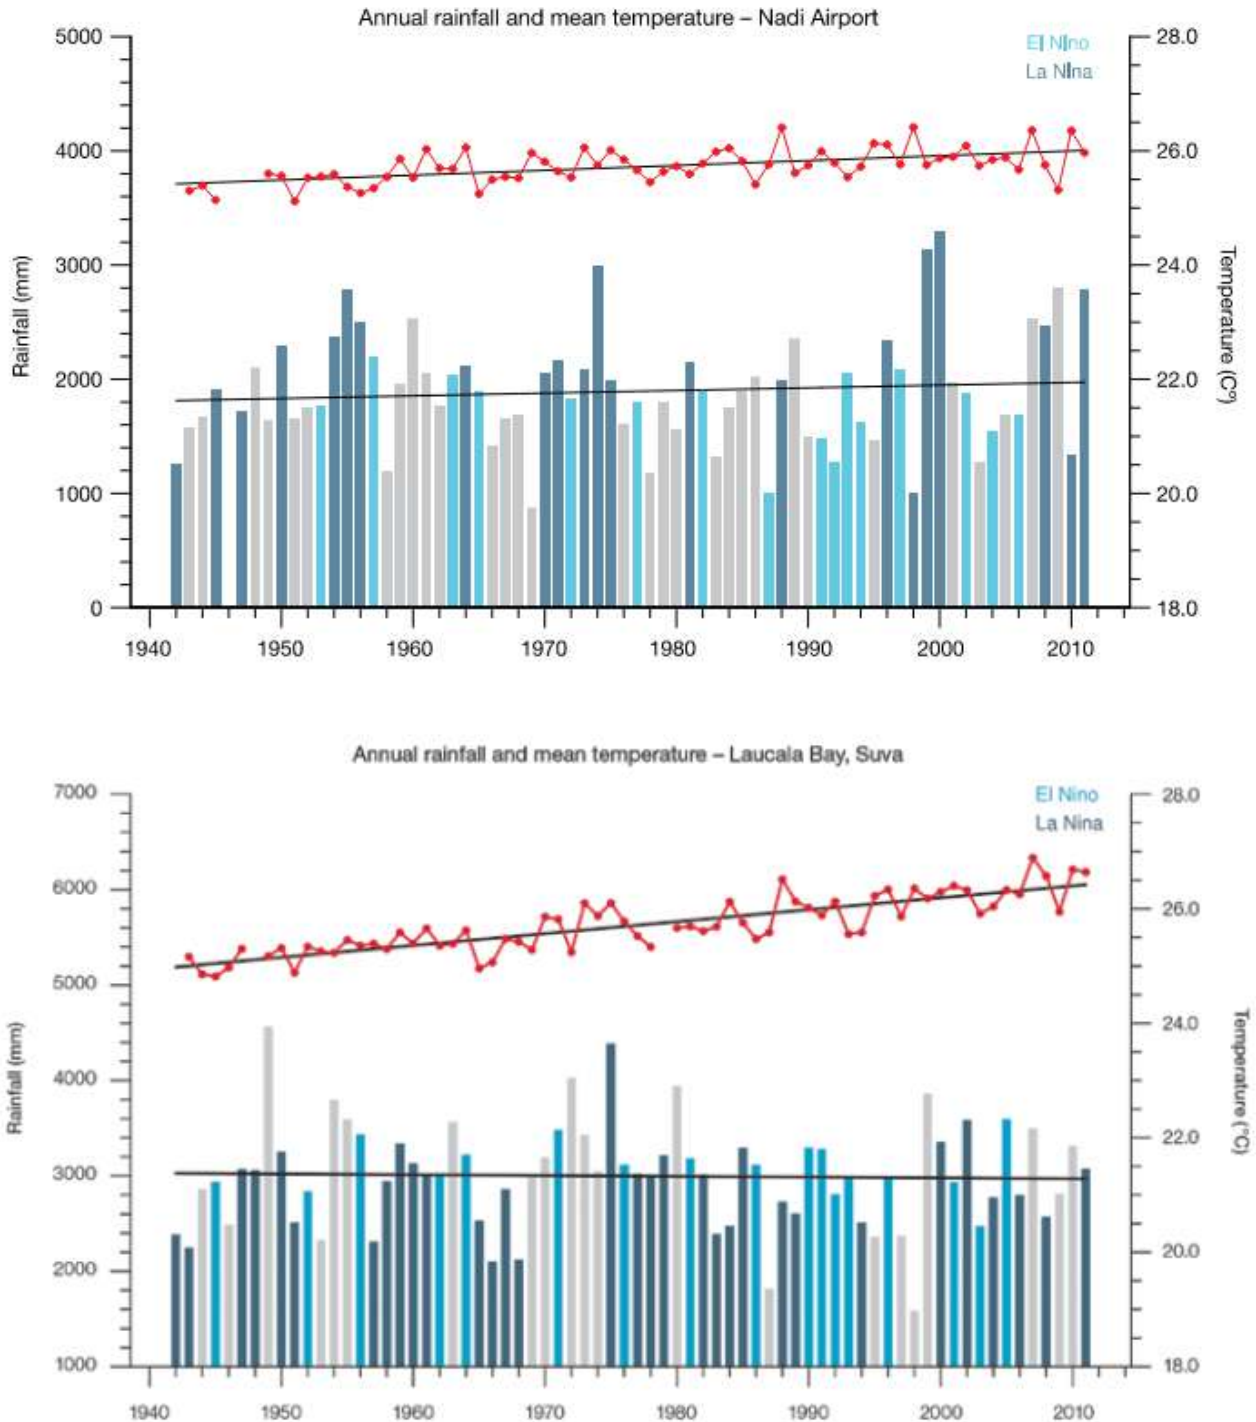 Annual rainfall and mean temperature – Nadi Airport
El Nino
La Nina
5000
4000
3000
2000
1000
0
Rainfall (mm)
28.0
26.0
24.0
22.0
20.0
18.0
Temperature (Cº)
1940 1950 1960 1970 1980 1990 2000 2010
Annual rainfall and mean temperature – Laucala Bay, Suva
El Nino
La Nina
7000
6000
5000
4000
3000
2000
1000
Rainfall (mm)
28.0
26.0
24.0
22.0
20.0
18.0
Temperature (°C)
1940 1950 1960 1970 1980 1990 2000 2010